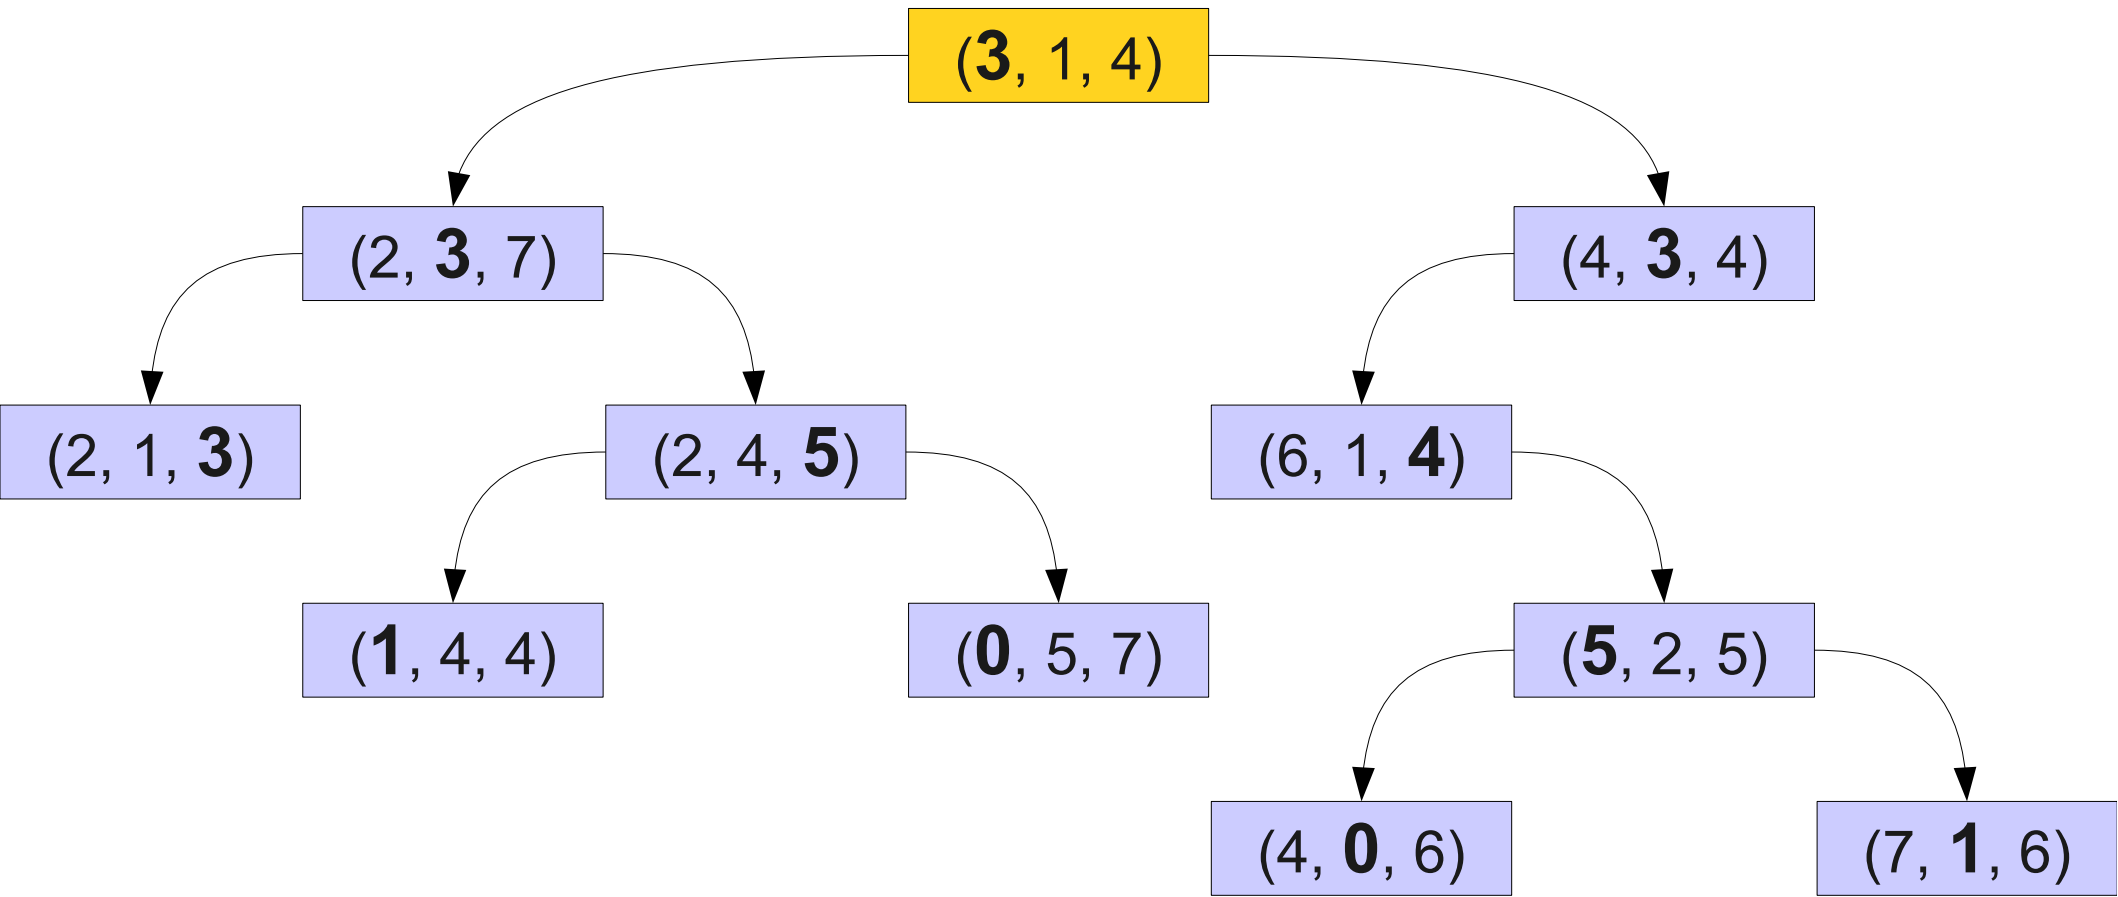 (3, 1, 4)
(2, 3, 7)
(4, 3, 4)
(2, 1, 3)
(2, 4, 5)
(6, 1, 4)
(1, 4, 4)
(0, 5, 7)
(5, 2, 5)
(4, 0, 6)
(7, 1, 6)